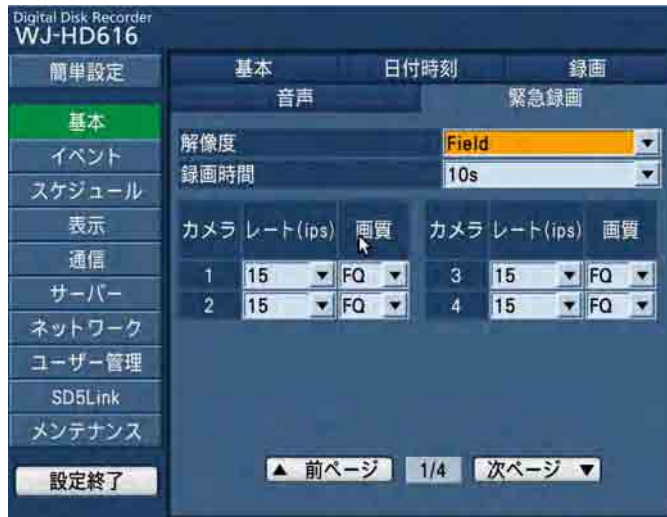 Digital Disk Recorder
WJ-HD616
簡単設定
基本
イベント
スケジュール
表示
通信
サーバー
ネットワーク
ユーザー管理
SD5Link
メンテナンス
設定終了
基本 日付時刻 録画
音声 緊急録画
解像度 Field
録画時間 10s
カメラ レート(ips) 画質 カメラ レート(ips) 画質
1 15 FQ 3 15 FQ
2 15 FQ 4 15 FQ
▲ 前ページ 1/4 次ページ ▼